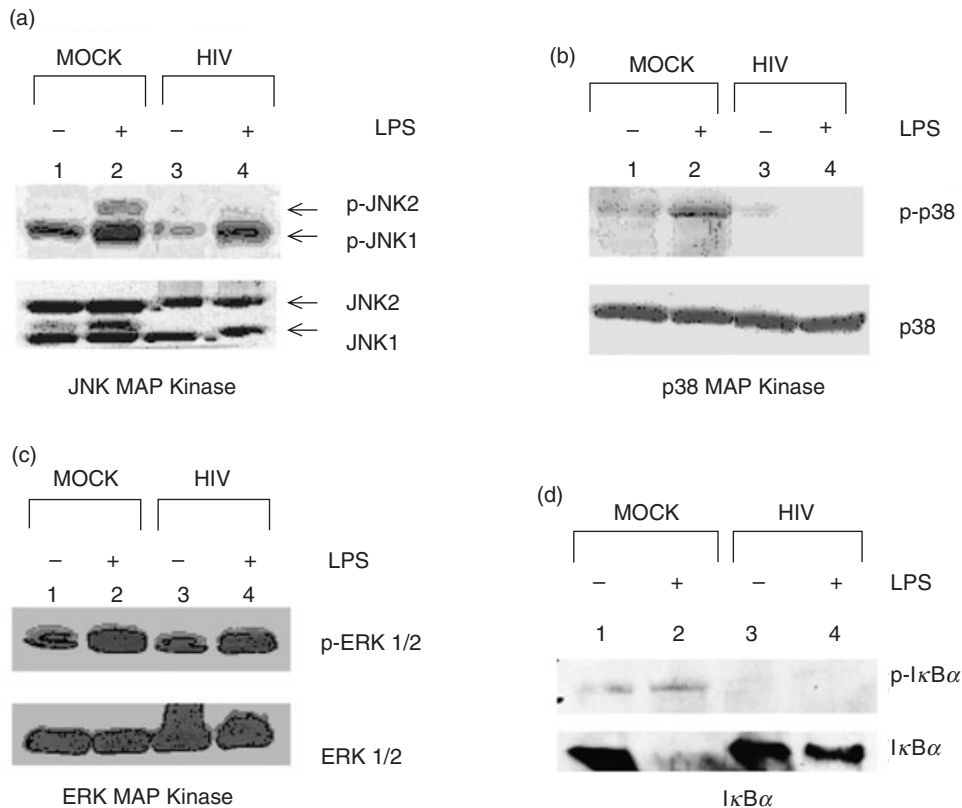 (a)
MOCK HIV
– + – + LPS
1 2 3 4
p-JNK2
p-JNK1
JNK2
JNK1
JNK MAP Kinase
(b)
MOCK HIV
– + – + LPS
1 2 3 4
p-p38
p38
p38 MAP Kinase
(c)
MOCK HIV
– + – + LPS
1 2 3 4
p-ERK 1/2
ERK 1/2
ERK MAP Kinase
(d)
MOCK HIV
– + – + LPS
1 2 3 4
p-IκBα
IκBα
IκBα